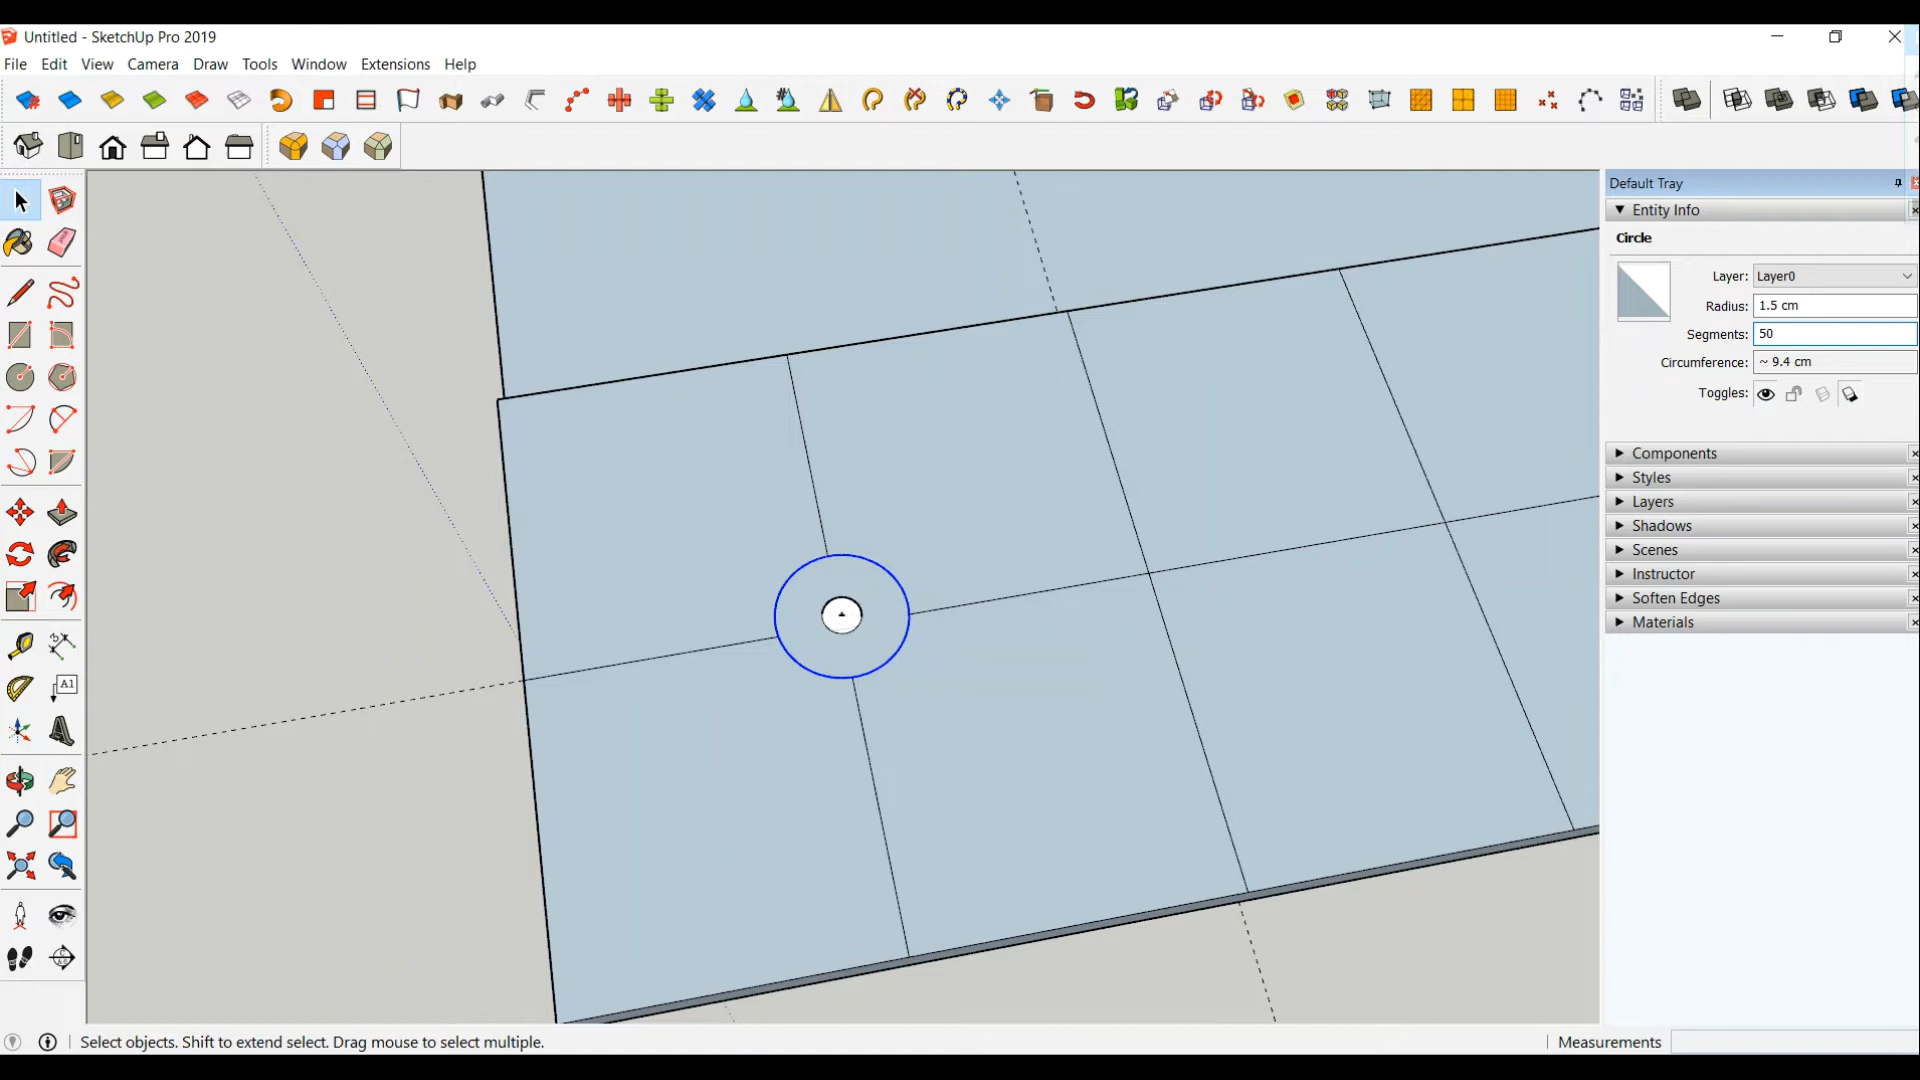 Untitled - SketchUp Pro 2019
File Edit View Camera Draw Tools Window Extensions Help
Default Tray
Entity Info
Circle
Layer: Layer0
Radius: 1.5 cm
Segments: 50
Circumference: ~ 9.4 cm
Toggles:
Components
Styles
Layers
Shadows
Scenes
Instructor
Soften Edges
Materials
A1
Select objects. Shift to extend select. Drag mouse to select multiple.
Measurements